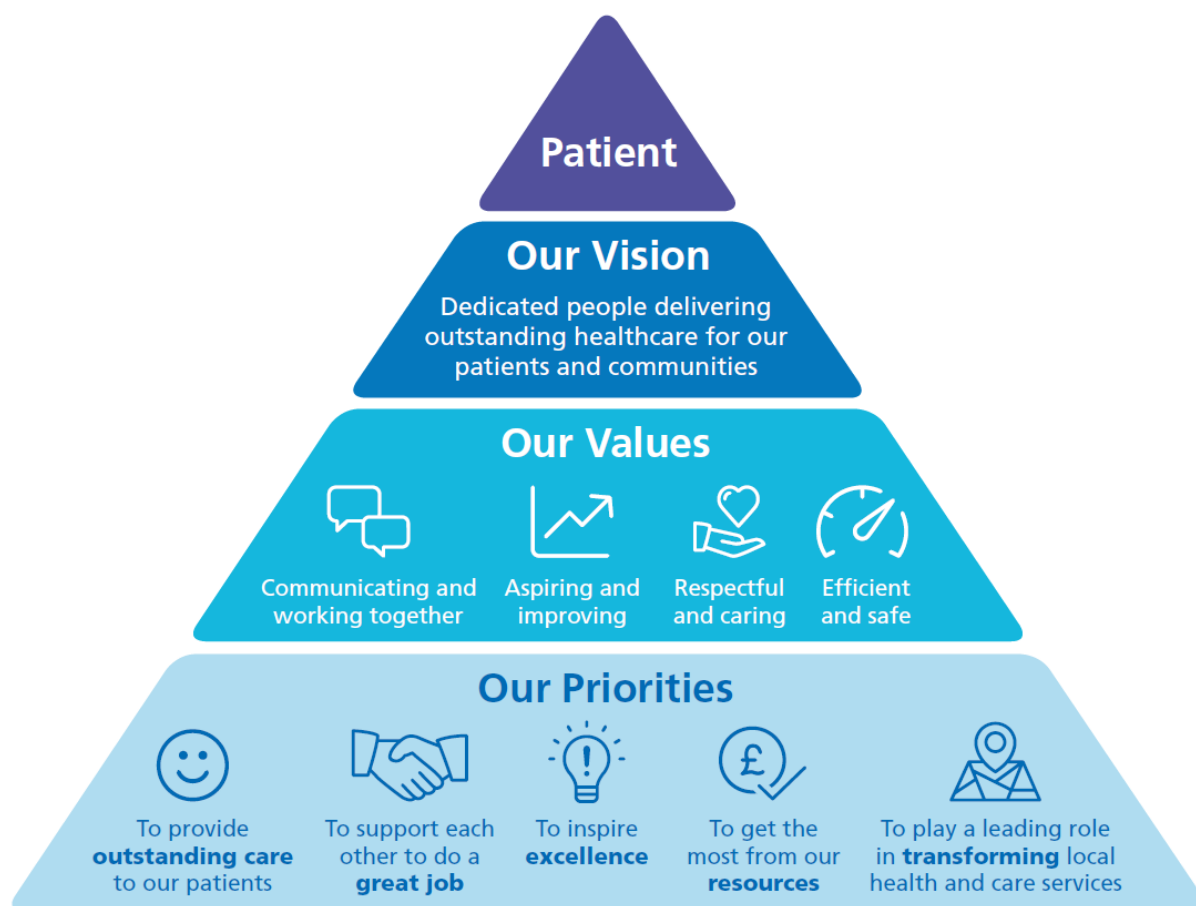 Patient
Our Vision
Dedicated people delivering
outstanding healthcare for our
patients and communities
Our Values
Communicating and
working together
Aspiring and
improving
Respectful
and caring
Efficient
and safe
Our Priorities
£
To provide
outstanding care
to our patients
To support each
other to do a
great job
To inspire
excellence
To get the
most from our
resources
To play a leading role
in transforming local
health and care services